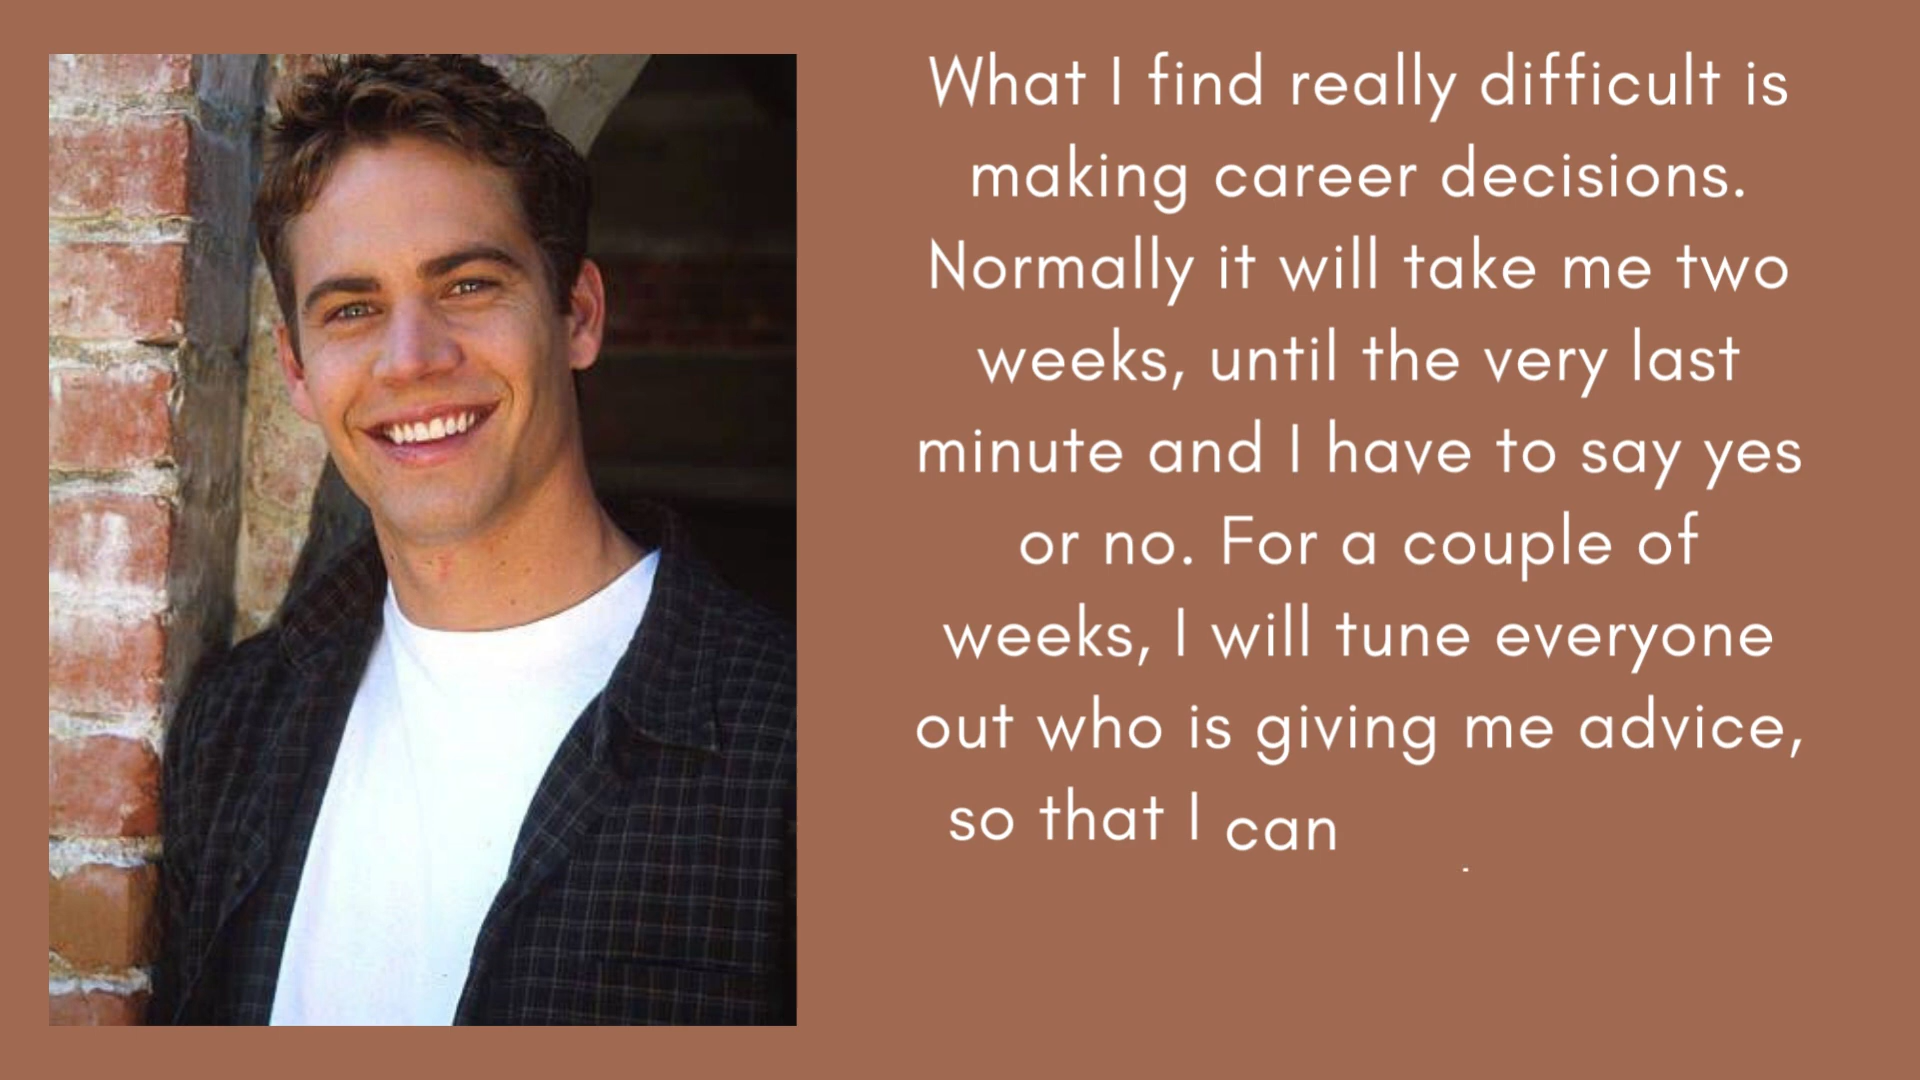 What I find really difficult is
making career decisions.
Normally it will take me two
weeks, until the very last
minute and I have to say yes
or no. For a couple of
weeks, I will tune everyone
out who is giving me advice,
so that I can